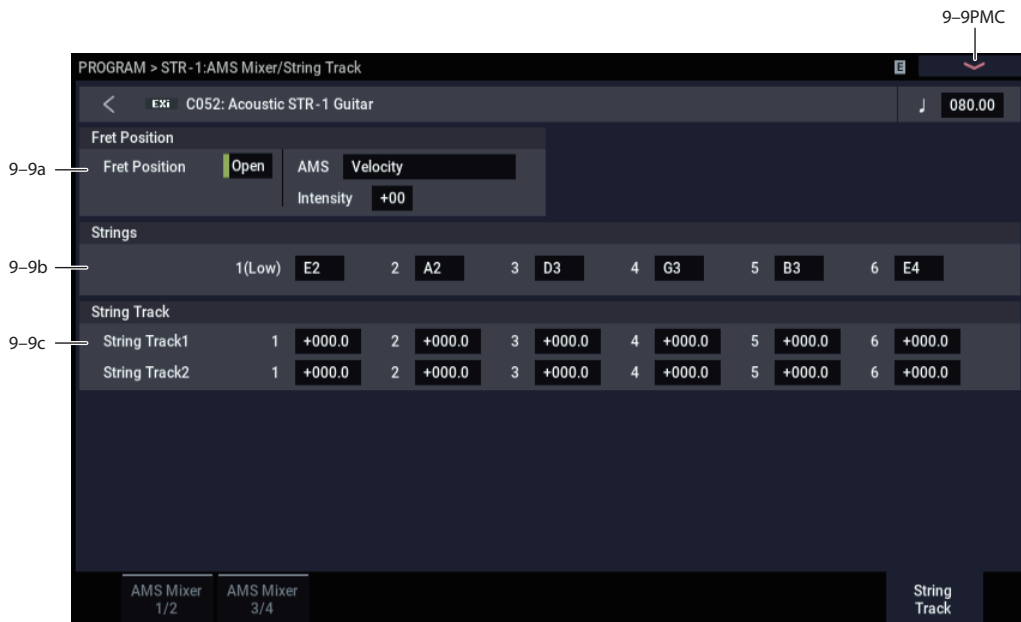 9–9PMC
PROGRAM > STR-1:AMS Mixer/String Track E
EXi C052: Acoustic STR-1 Guitar ♩ 080.00
Fret Position
9–9a Fret Position Open AMS Velocity
Intensity +00
Strings
9–9b 1(Low) E2 2 A2 3 D3 4 G3 5 B3 6 E4
String Track
9–9c String Track1 1 +000.0 2 +000.0 3 +000.0 4 +000.0 5 +000.0 6 +000.0
String Track2 1 +000.0 2 +000.0 3 +000.0 4 +000.0 5 +000.0 6 +000.0
AMS Mixer AMS Mixer String
1/2 3/4 Track